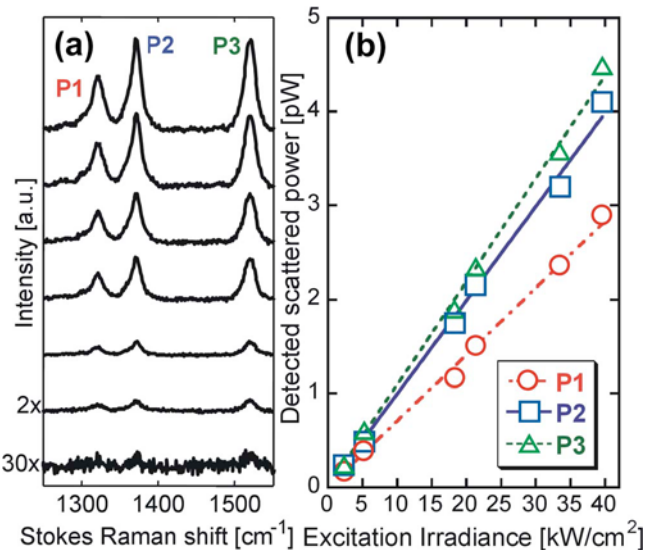 (a)
P1
P2
P3
Intensity [a.u.]
2x
30x
1300
1400
1500
Stokes Raman shift [cm⁻¹]
(b)
Detected scattered power [pW]
5
4
3
2
1
0
0
5
10
15
20
25
30
35
40
Excitation Irradiance [kW/cm²]
P1
P2
P3